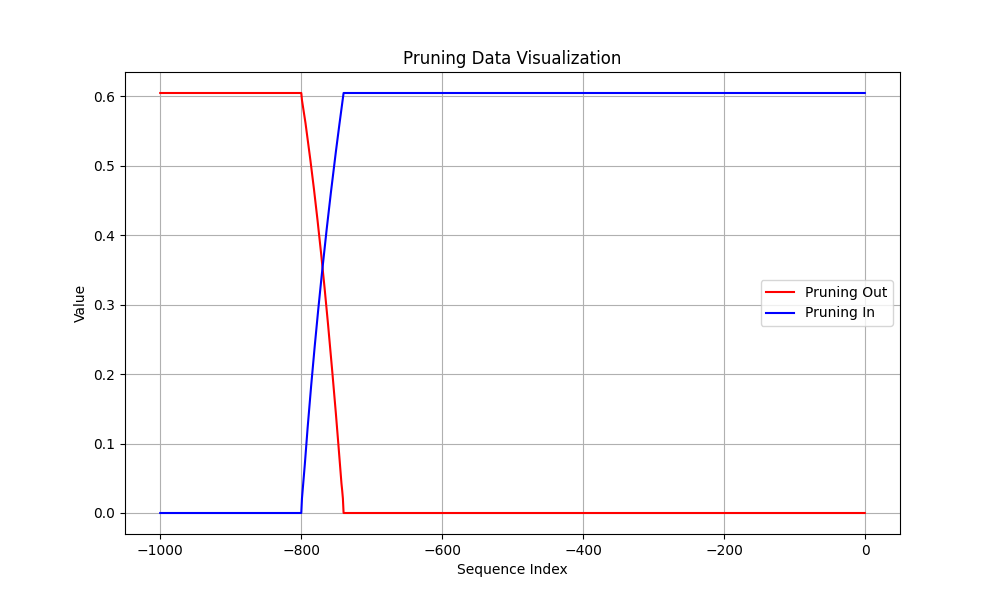 Pruning Data Visualization
0.6
0.5
0.4
0.3
0.2
0.1
0.0
Value
Pruning Out
Pruning In
−1000 −800 −600 −400 −200 0
Sequence Index